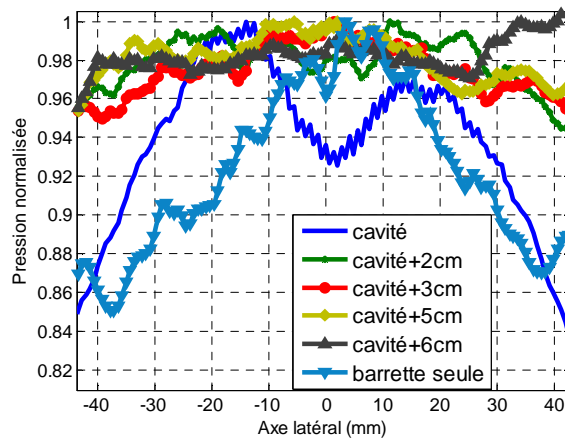 1
0.98
0.96
0.94
0.92
0.9
0.88
0.86
0.84
0.82
Pression normalisée
cavité
cavité+2cm
cavité+3cm
cavité+5cm
cavité+6cm
barrette seule
-40 -30 -20 -10 0 10 20 30 40
Axe latéral (mm)